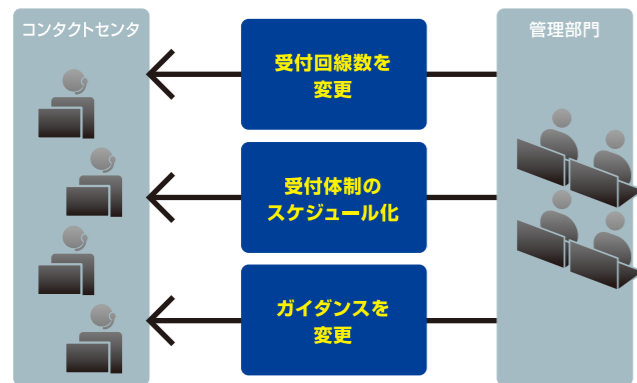 コンタクトセンタ
管理部門
受付回線数を
変更
受付体制の
スケジュール化
ガイダンスを
変更